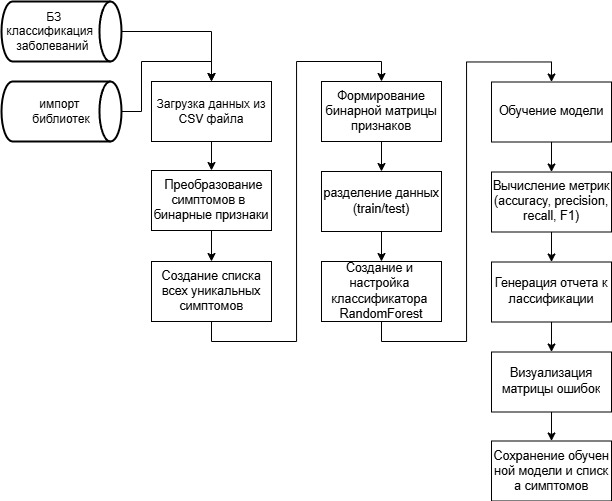 БЗ
классификация
заболеваний
импорт
библиотек
Загрузка данных из
CSV файла
Преобразование
симптомов в
бинарные признаки
Создание списка
всех уникальных
симптомов
Формирование
бинарной матрицы
признаков
разделение данных
(train/test)
Создание и
настройка
классификатора
RandomForest
Обучение модели
Вычисление метрик
(accuracy, precision,
recall, F1)
Генерация отчета к
лассификации
Визуализация
матрицы ошибок
Сохранение обучен
ной модели и списк
а симптомов